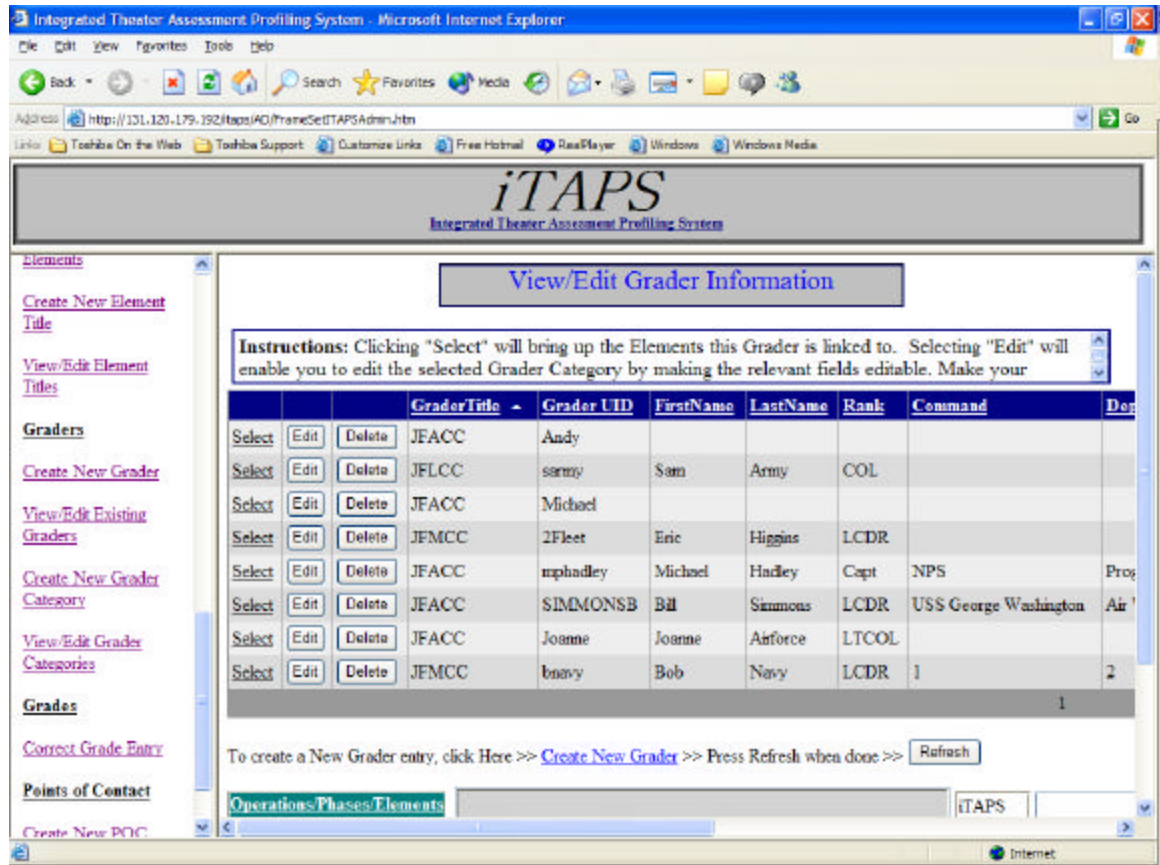 Integrated Theater Assessment Profiling System - Microsoft Internet Explorer
File Edit View Favorites Tools Help
Back Search Favorites Media
Address http://131.120.179.192/itaps/AO/FrameSetITAPSAdmin.htm Go
Links Toshiba On the Web Toshiba Support Customize Links Free Hotmail RealPlayer Windows Windows Media
iTAPS
Integrated Theater Assessment Profiling System
Elements
Create New Element
Title
View/Edit Element
Titles
Graders
Create New Grader
View/Edit Existing
Graders
Create New Grader
Category
View/Edit Grader
Categories
Grades
Correct Grade Entry
Points of Contact
Create New POC
View/Edit Grader Information
Instructions: Clicking "Select" will bring up the Elements this Grader is linked to. Selecting "Edit" will
enable you to edit the selected Grader Category by making the relevant fields editable. Make your
GraderTitle Grader UID FirstName LastName Rank Command Dep
Select Edit Delete JFACC Andy
Select Edit Delete JFLCC sarmy Sam Army COL
Select Edit Delete JFACC Michael
Select Edit Delete JFMCC 2Fleet Eric Higgins LCDR
Select Edit Delete JFACC mphadley Michael Hadley Capt NPS Prog
Select Edit Delete JFACC SIMMONSB Bill Simmons LCDR USS George Washington Air
Select Edit Delete JFACC Joanne Joanne Airforce LTCOL
Select Edit Delete JFMCC bnavy Bob Navy LCDR 1 2
1
To create a New Grader entry, click Here >> Create New Grader >> Press Refresh when done >> Refresh
Operations/Phases/Elements iTAPS
Internet